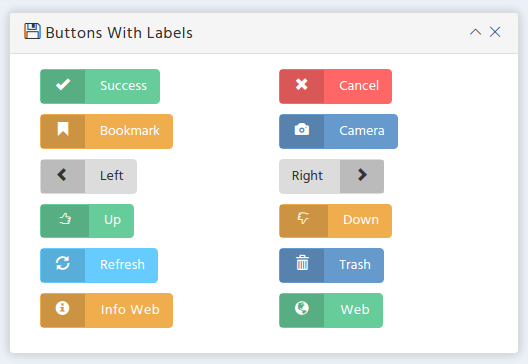 Buttons With Labels
Success
Cancel
Bookmark
Camera
Left
Right
Up
Down
Refresh
Trash
Info Web
Web